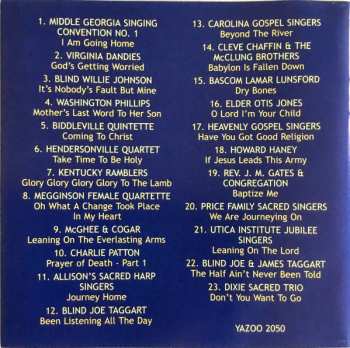 1. MIDDLE GEORGIA SINGING
CONVENTION NO. 1
I Am Going Home
2. VIRGINIA DANDIES
God's Getting Worried
3. BLIND WILLIE JOHNSON
It's Nobody's Fault But Mine
4. WASHINGTON PHILLIPS
Mother's Last Word To Her Son
5. BIDDLEVILLE QUINTETTE
Coming To Christ
6. HENDERSONVILLE QUARTET
Take Time To Be Holy
7. KENTUCKY RAMBLERS
Glory Glory Glory Glory To The Lamb
8. MEGGINSON FEMALE QUARTETTE
Oh What A Change Took Place
In My Heart
9. McGHEE & COGAR
Leaning On The Everlasting Arms
10. CHARLIE PATTON
Prayer of Death - Part 1
11. ALLISON'S SACRED HARP
SINGERS
Journey Home
12. BLIND JOE TAGGART
Been Listening All The Day
13. CAROLINA GOSPEL SINGERS
Beyond The River
14. CLEVE CHAFFIN & THE
McCLUNG BROTHERS
Babylon Is Fallen Down
15. BASCOM LAMAR LUNSFORD
Dry Bones
16. ELDER OTIS JONES
O Lord I'm Your Child
17. HEAVENLY GOSPEL SINGERS
Have You Got Good Religion
18. HOWARD HANEY
If Jesus Leads This Army
19. REV. J. M. GATES &
CONGREGATION
Baptize Me
20. PRICE FAMILY SACRED SINGERS
We Are Journeying On
21. UTICA INSTITUTE JUBILEE
SINGERS
Leaning On The Lord
22. BLIND JOE & JAMES TAGGART
The Half Ain't Never Been Told
23. DIXIE SACRED TRIO
Don't You Want To Go
YAZOO 2050